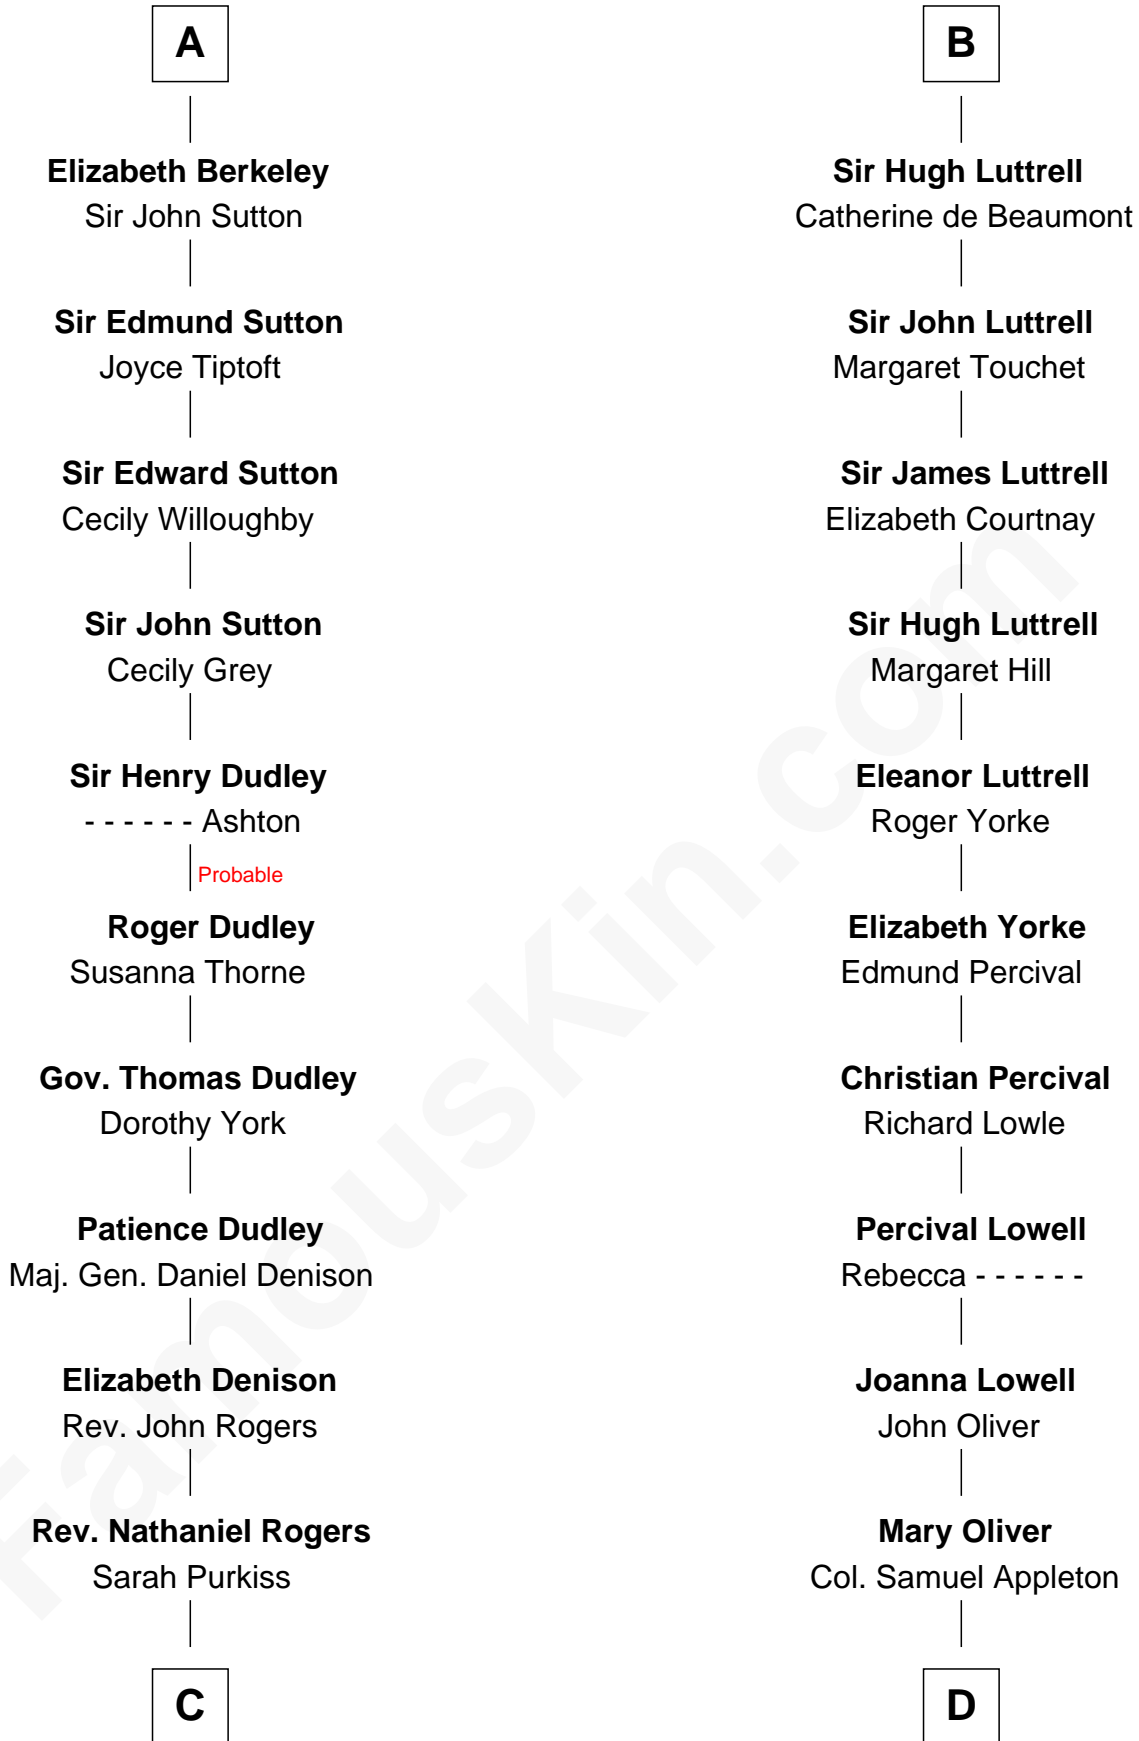 A
Elizabeth Berkeley
Sir John Sutton
Sir Edmund Sutton
Joyce Tiptoft
Sir Edward Sutton
Cecily Willoughby
Sir John Sutton
Cecily Grey
Sir Henry Dudley
- - - - - - Ashton
Probable
Roger Dudley
Susanna Thorne
Gov. Thomas Dudley
Dorothy York
Patience Dudley
Maj. Gen. Daniel Denison
Elizabeth Denison
Rev. John Rogers
Rev. Nathaniel Rogers
Sarah Purkiss
C
B
Sir Hugh Luttrell
Catherine de Beaumont
Sir John Luttrell
Margaret Touchet
Sir James Luttrell
Elizabeth Courtnay
Sir Hugh Luttrell
Margaret Hill
Eleanor Luttrell
Roger Yorke
Elizabeth Yorke
Edmund Percival
Christian Percival
Richard Lowle
Percival Lowell
Rebecca - - - - - -
Joanna Lowell
John Oliver
Mary Oliver
Col. Samuel Appleton
D
FamousKin.com